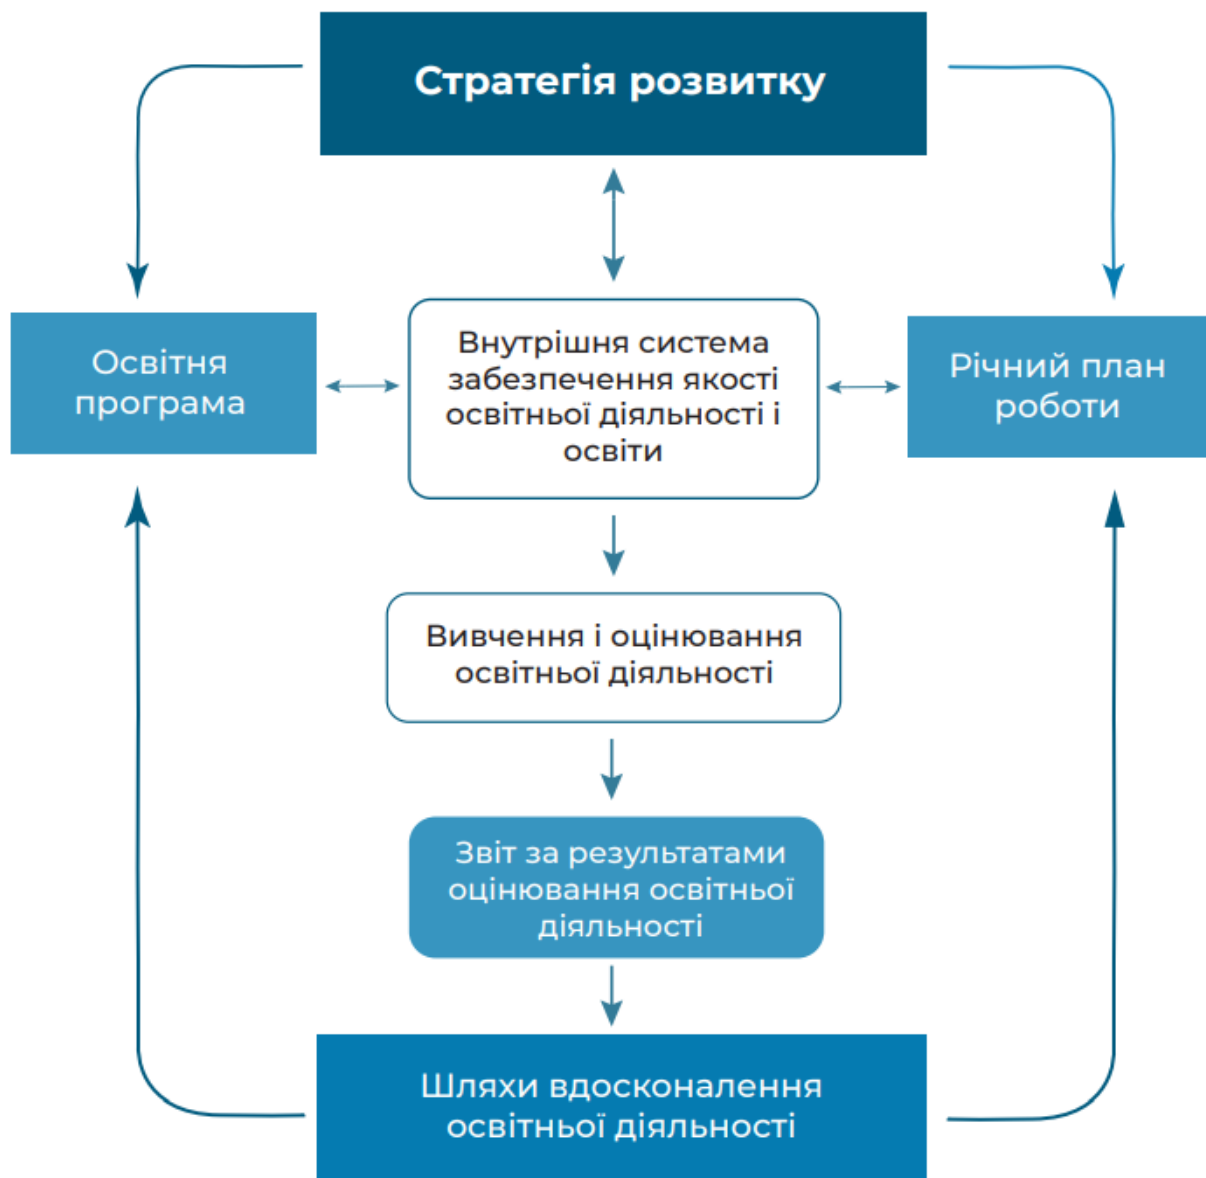 Стратегія розвитку
Освітня
програма
Внутрішня система
забезпечення якості
освітньої діяльності і
освіти
Річний план
роботи
Вивчення і оцінювання
освітньої діяльності
Звіт за результатами
оцінювання освітньої
діяльності
Шляхи вдосконалення
освітньої діяльності